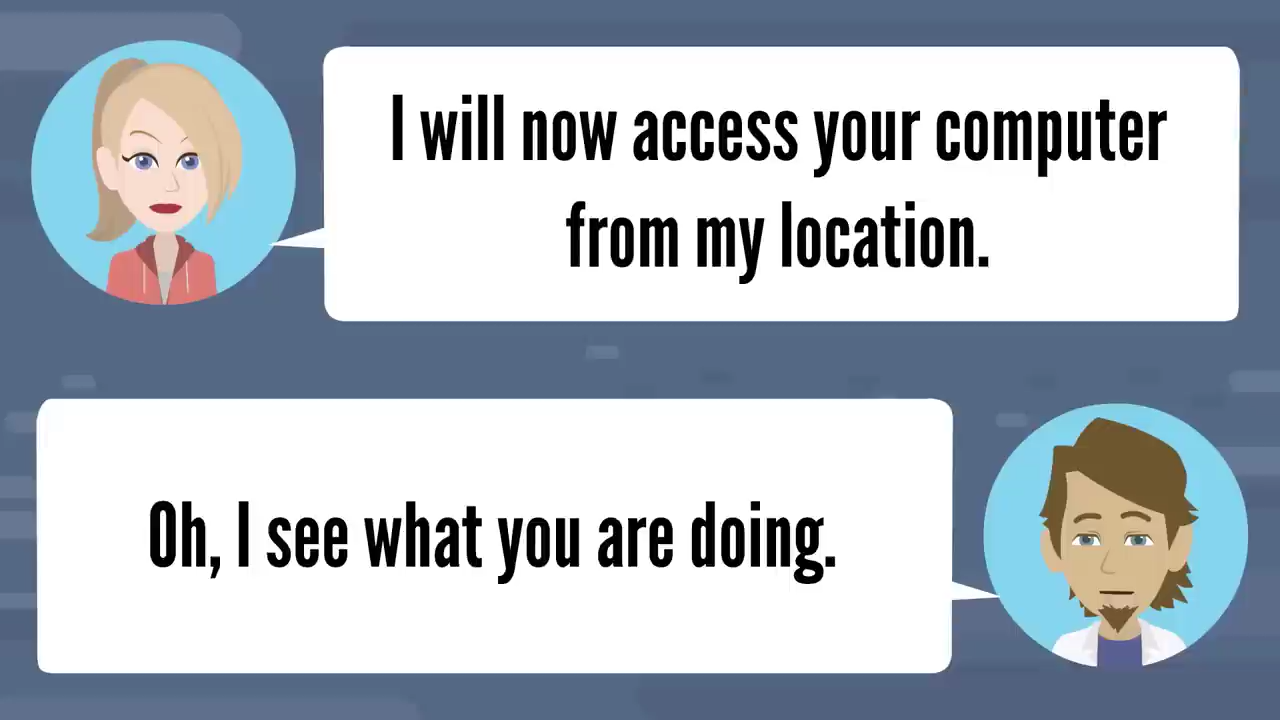 I will now access your computer
from my location.
Oh, I see what you are doing.